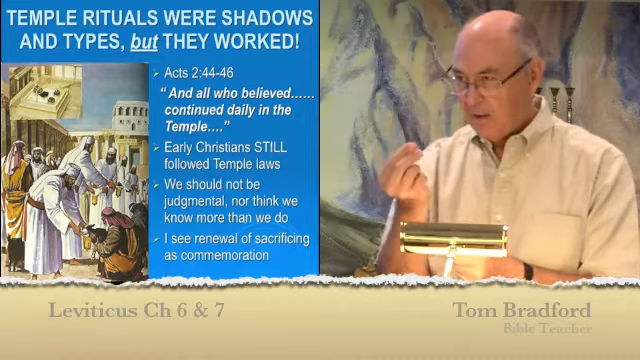 TEMPLE RITUALS WERE SHADOWS
AND TYPES, but THEY WORKED!
Acts 2:44-46
“ And all who believed……
continued daily in the
Temple….”
Early Christians STILL
followed Temple laws
We should not be
judgmental, nor think we
know more than we do
I see renewal of sacrificing
as commemoration
Leviticus Ch 6 & 7
Tom Bradford
Bible Teacher